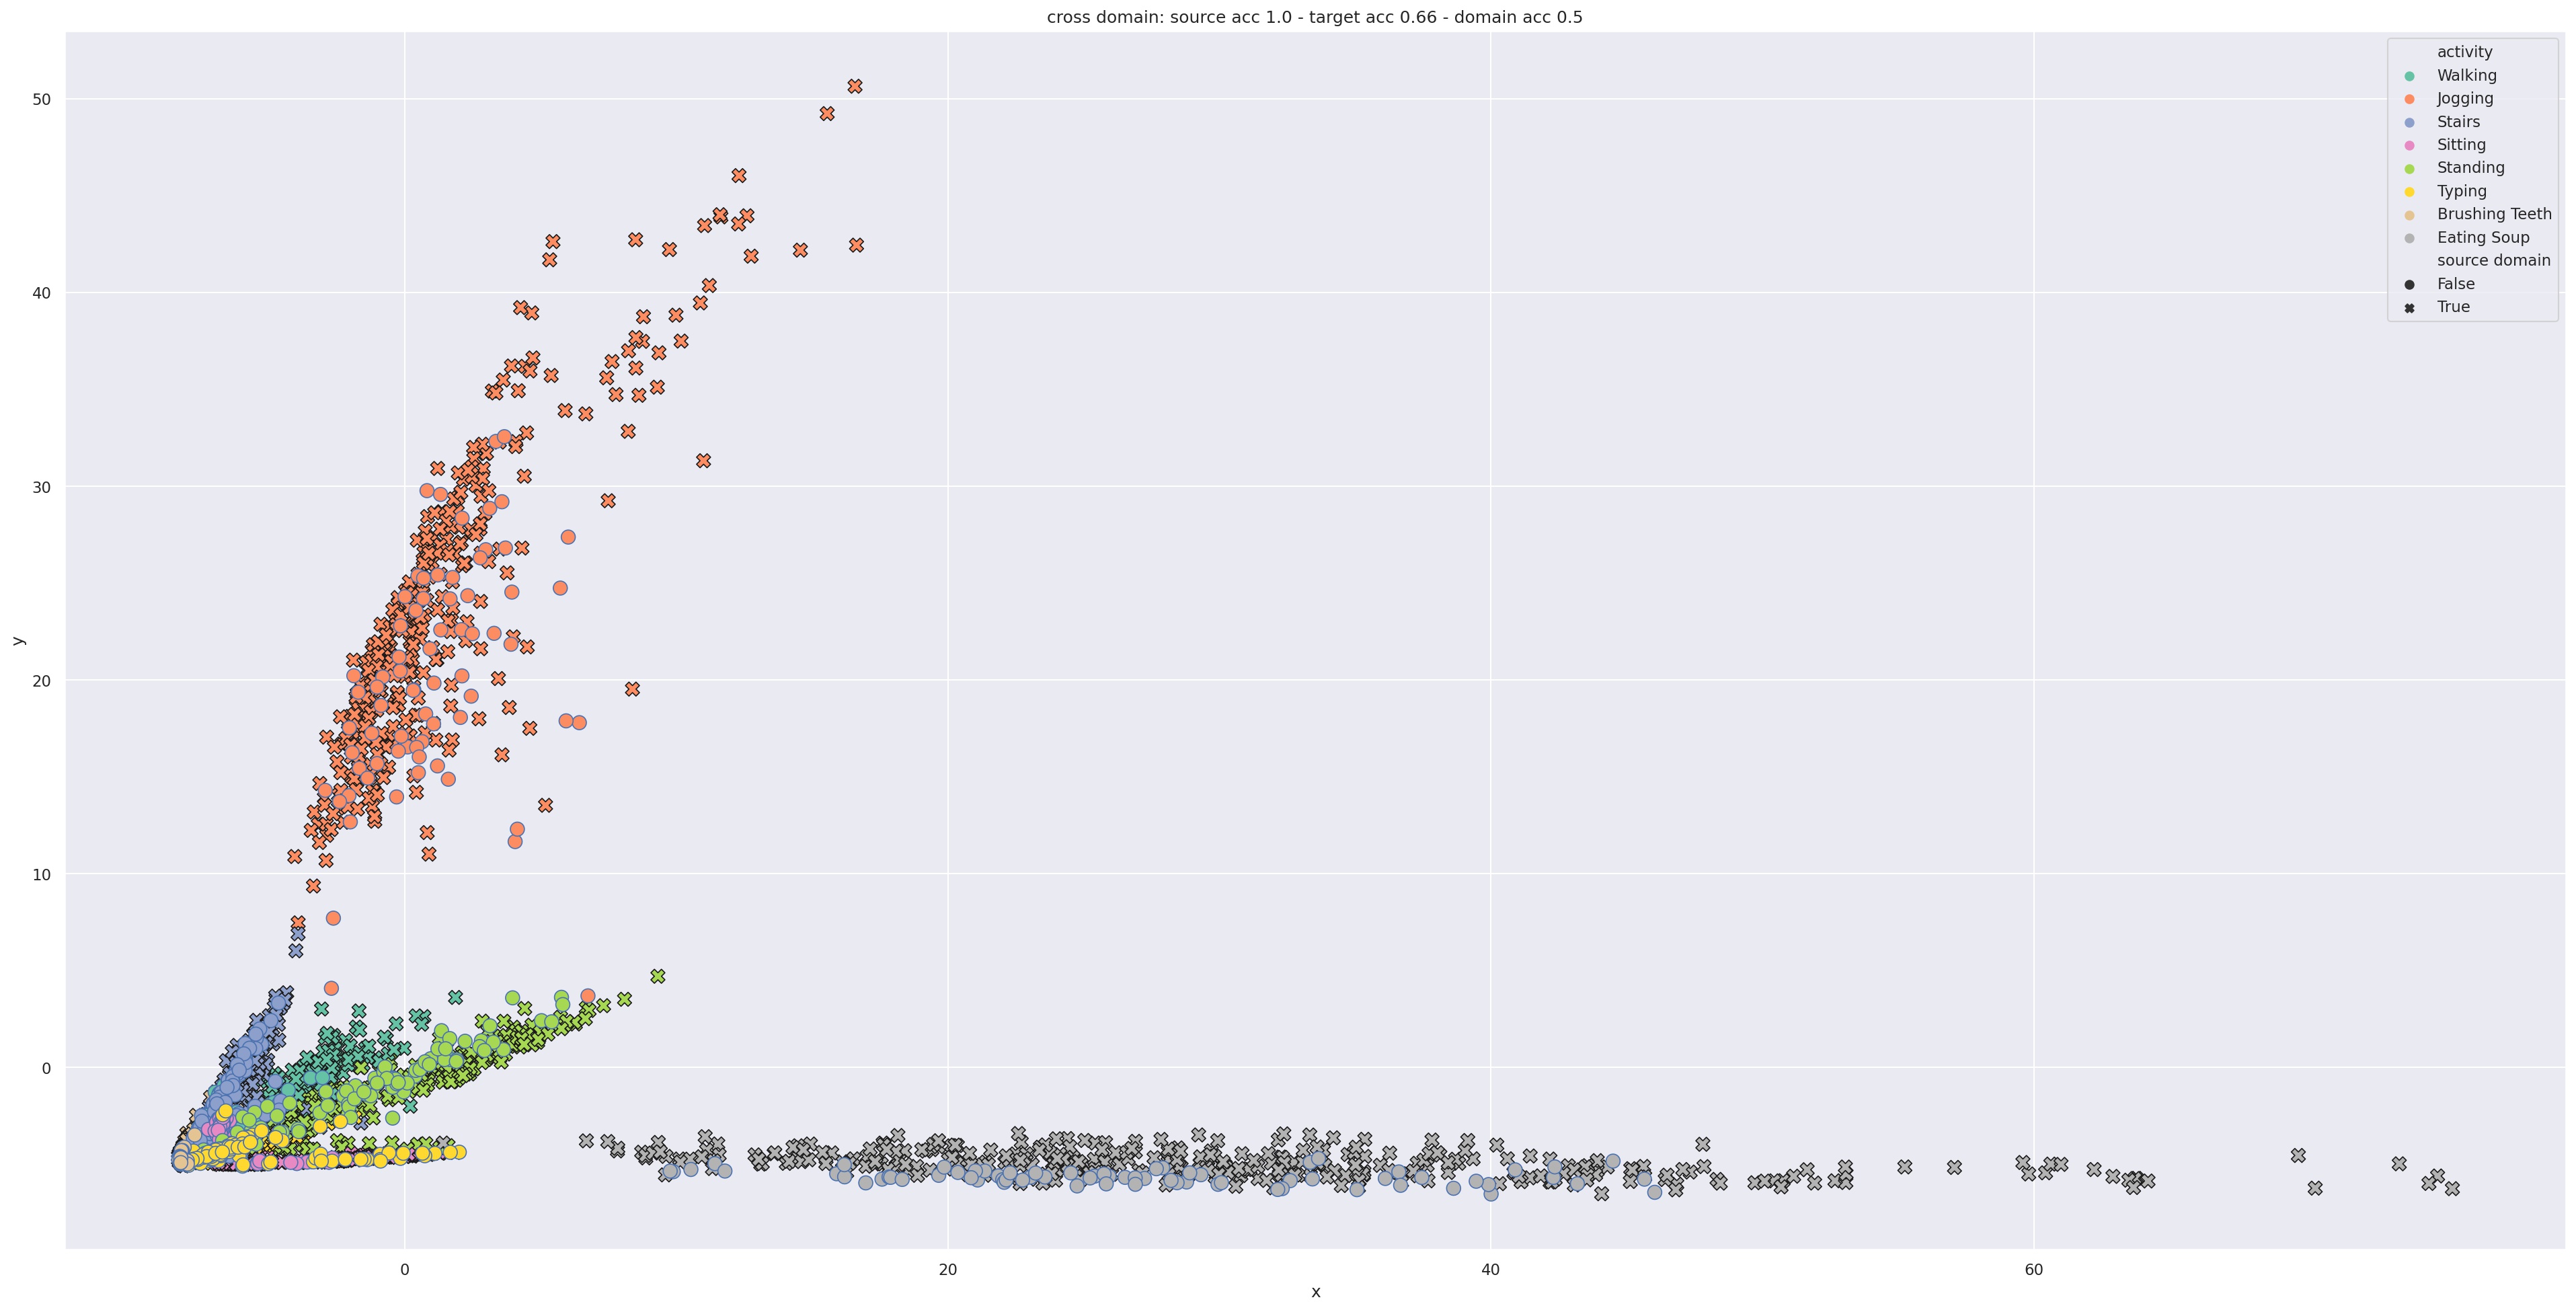 cross domain: source acc 1.0 - target acc 0.66 - domain acc 0.5
activity
Walking
Jogging
Stairs
Sitting
Standing
Typing
Brushing Teeth
Eating Soup
source domain
False
True
50
40
30
20
10
0
y
0 20 40 60
x